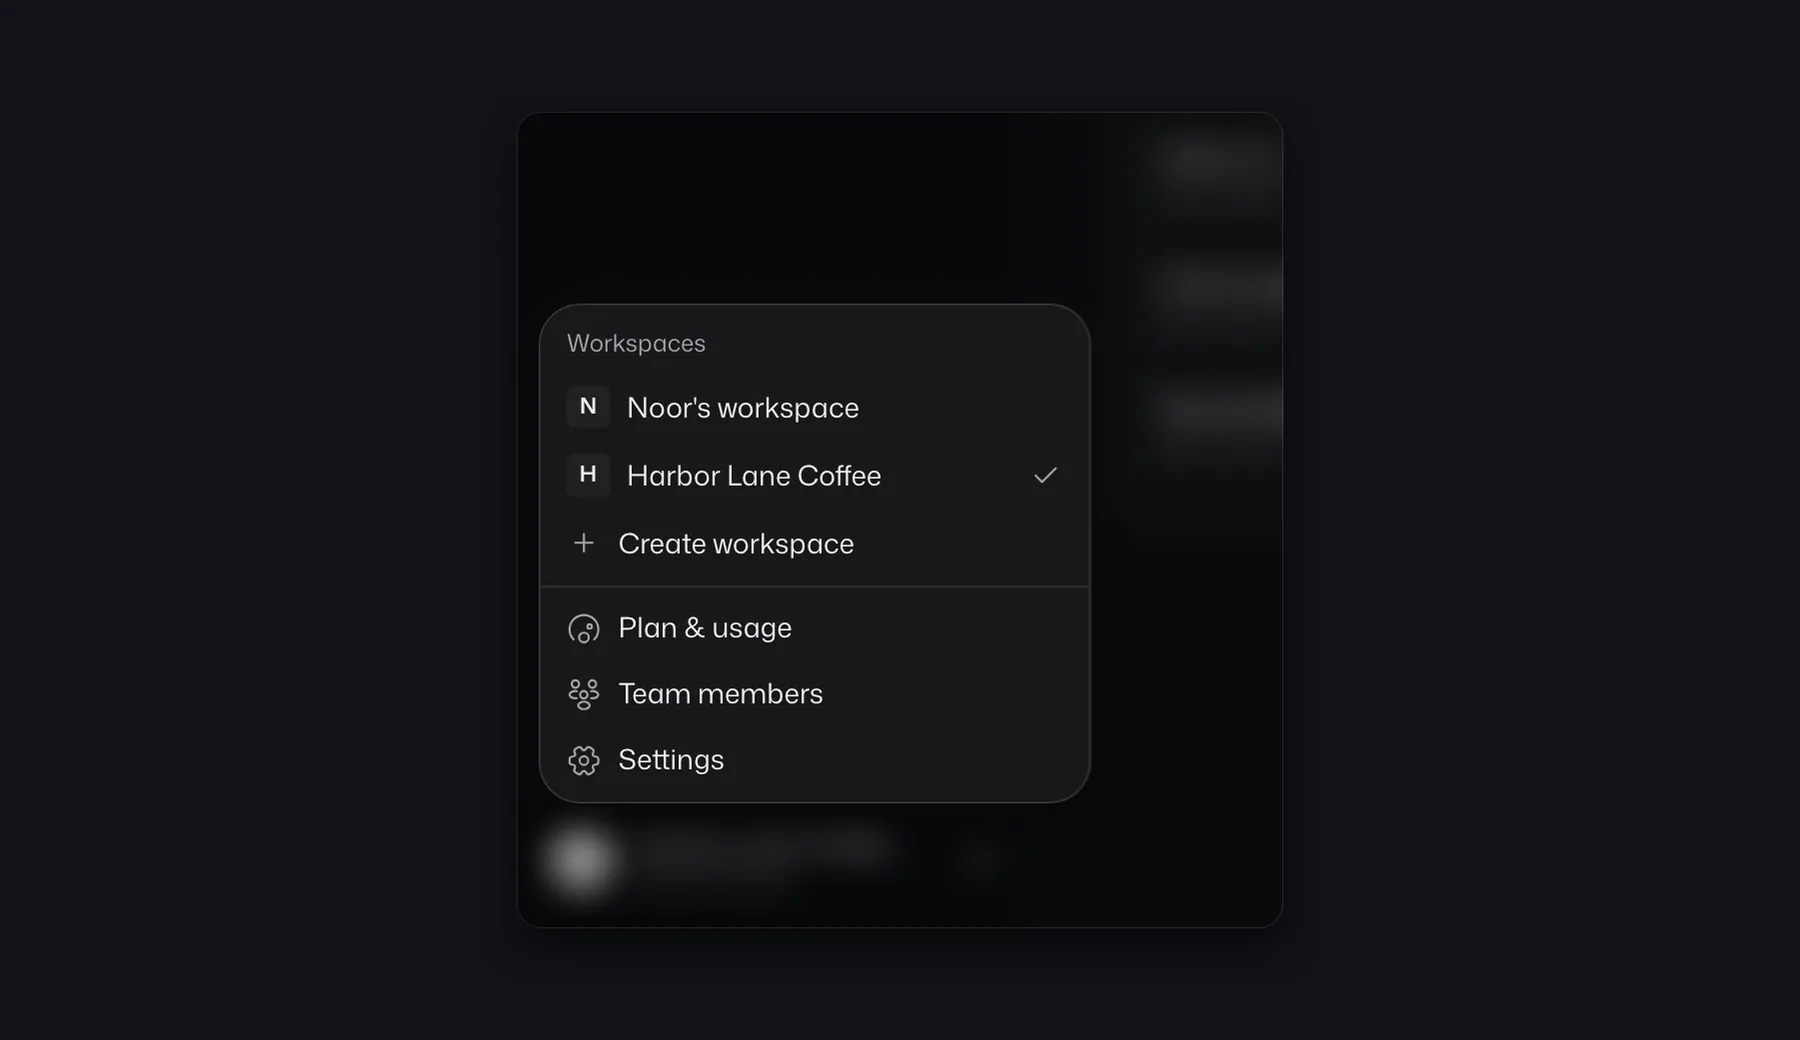 Workspaces
N Noor's workspace
H Harbor Lane Coffee
Create workspace
Plan & usage
Team members
Settings